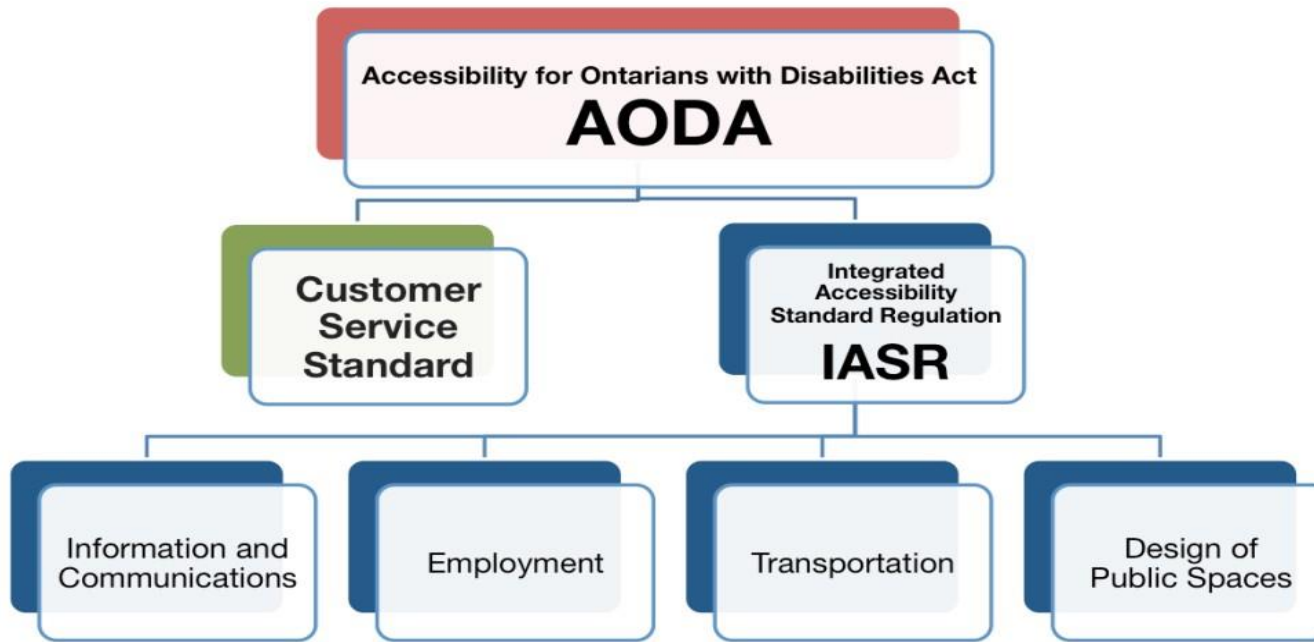 Accessibility for Ontarians with Disabilities Act
AODA
Customer
Service
Standard
Integrated
Accessibility
Standard Regulation
IASR
Information and
Communications
Employment
Transportation
Design of
Public Spaces